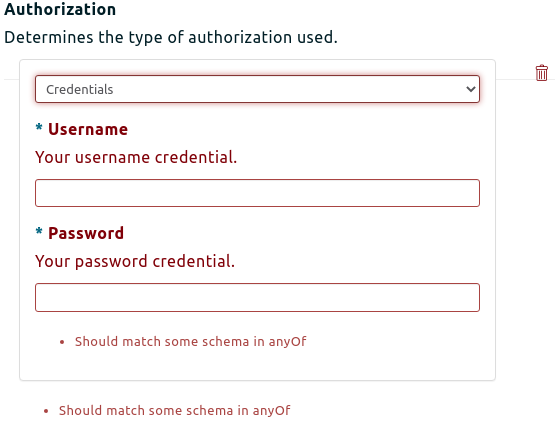 Authorization
Determines the type of authorization used.
Credentials
* Username
Your username credential.
* Password
Your password credential.
• Should match some schema in anyOf
• Should match some schema in anyOf